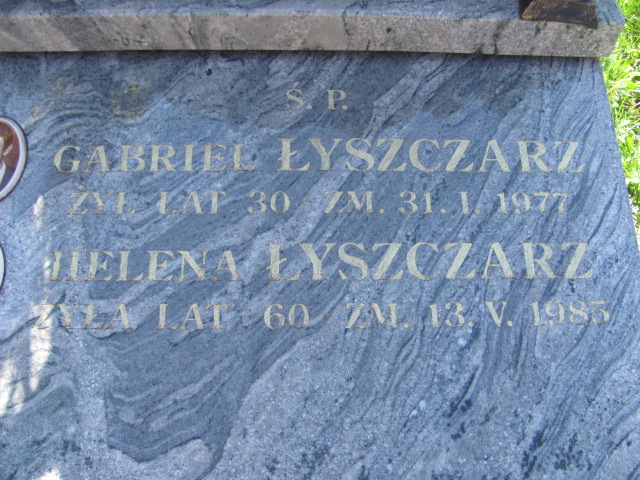 Ś. P.
GABRIEL ŁYSZCZARZ
ŻYŁ LAT 30 - ZM. 31. I. 1977
HELENA ŁYSZCZARZ
ŻYŁA LAT 60 - ZM. 13. V. 1985